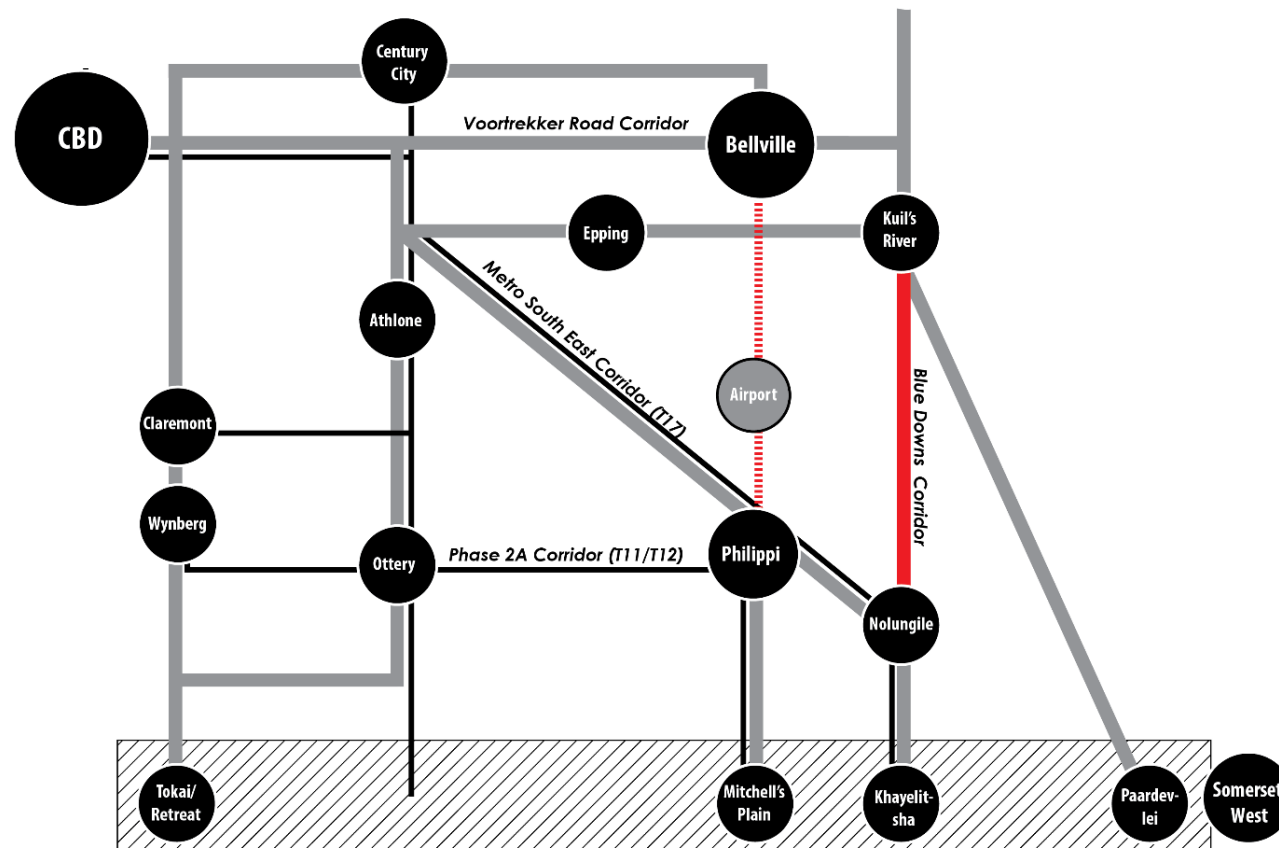 Century
City
CBD
Voortrekker Road Corridor
Bellville
Epping
Kuil's
River
Metro South East Corridor (T17)
Athlone
Airport
Blue Downs Corridor
Claremont
Wynberg
Ottery
Phase 2A Corridor (T11/T12)
Philippi
Nolungile
Tokai/
Retreat
Mitchell's
Plain
Khayelit-
sha
Paardev-
lei
Somerset
West